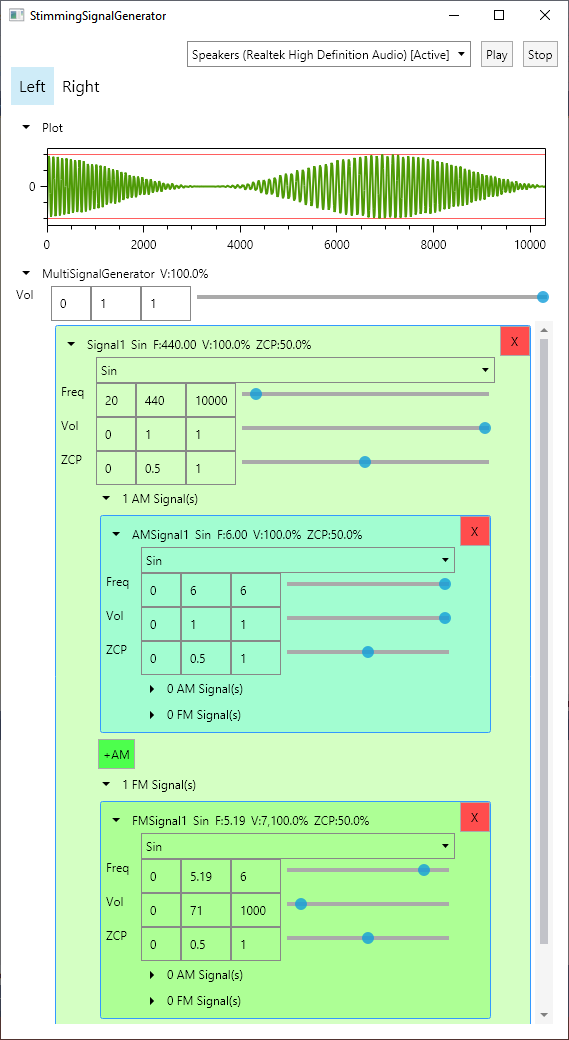 StimmingSignalGenerator
Speakers (Realtek High Definition Audio) [Active] Play Stop
Left Right
Plot
0
0 2000 4000 6000 8000 10000
MultiSignalGenerator V:100.0%
Vol 0 1 1
Signal1 Sin F:440.00 V:100.0% ZCP:50.0% X
Sin
Freq 20 440 10000
Vol 0 1 1
ZCP 0 0.5 1
1 AM Signal(s)
AMSignal1 Sin F:6.00 V:100.0% ZCP:50.0% X
Sin
Freq 0 6 6
Vol 0 1 1
ZCP 0 0.5 1
0 AM Signal(s)
0 FM Signal(s)
+AM
1 FM Signal(s)
FMSignal1 Sin F:5.19 V:7,100.0% ZCP:50.0% X
Sin
Freq 0 5.19 6
Vol 0 71 1000
ZCP 0 0.5 1
0 AM Signal(s)
0 FM Signal(s)